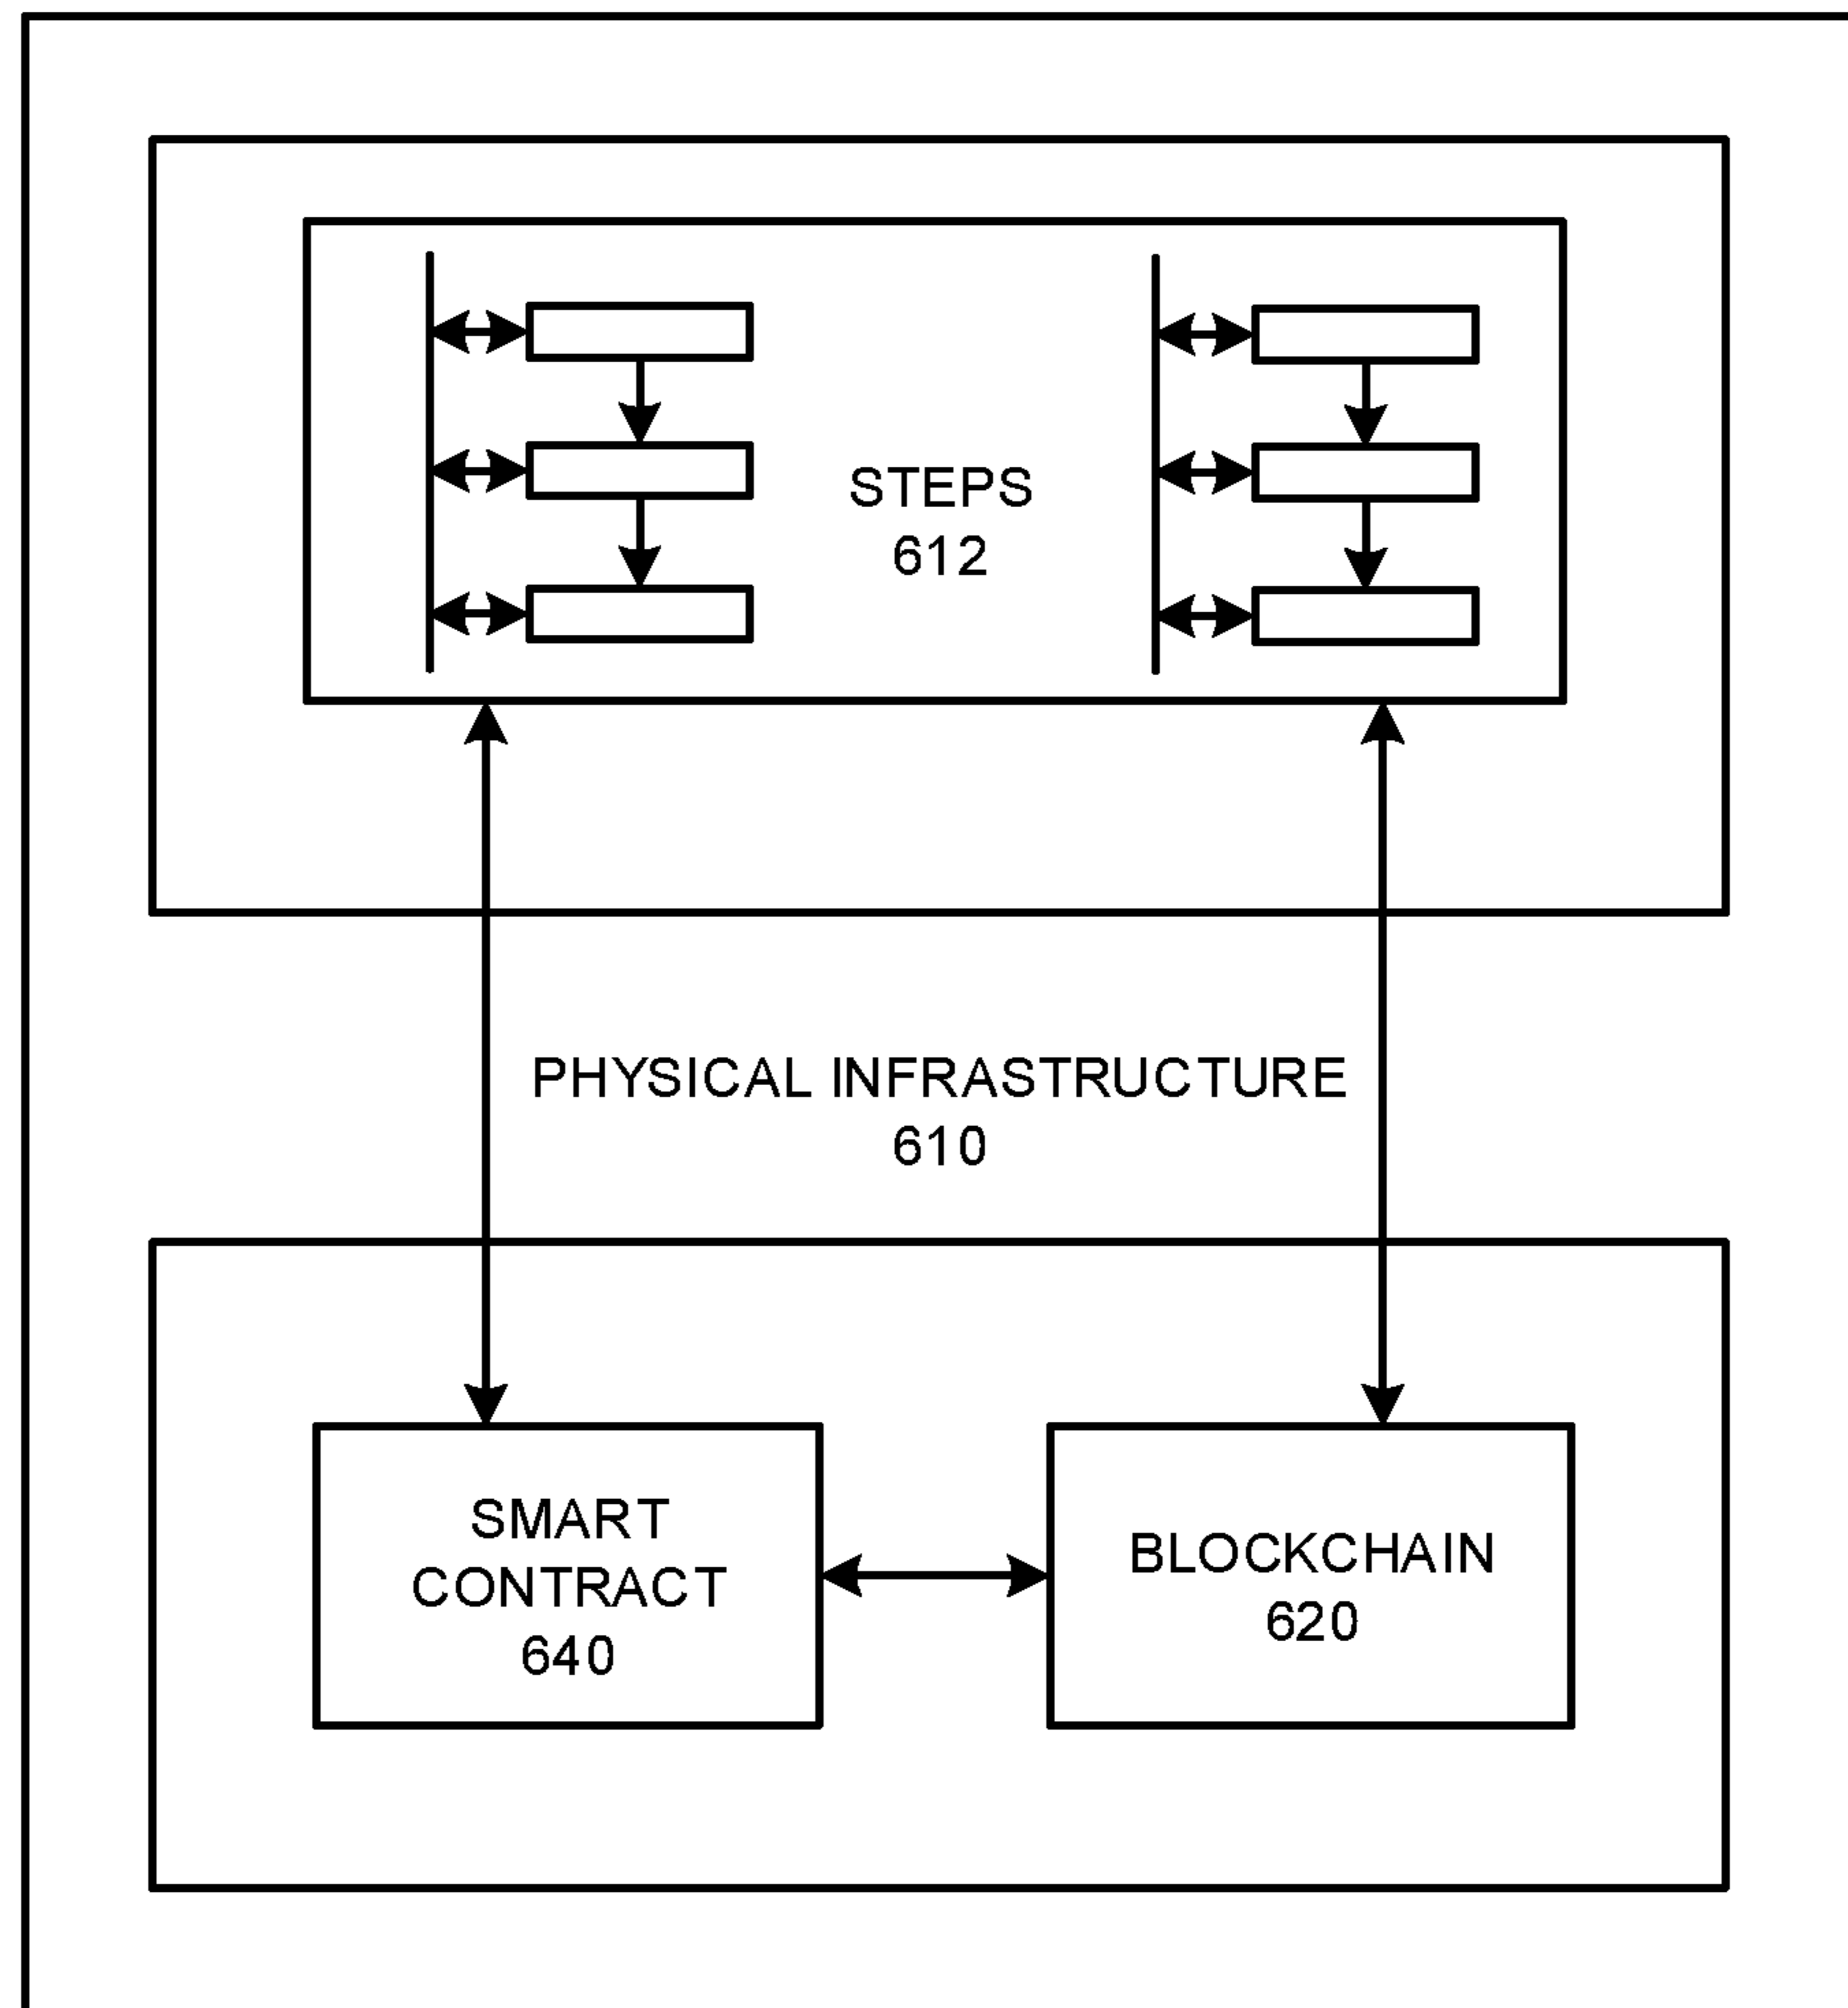 STEPS
612
PHYSICAL INFRASTRUCTURE
610
SMART
CONTRACT
640
BLOCKCHAIN
620